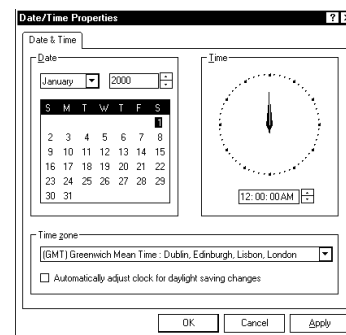 Date/Time Properties
Date & Time
Date
January 2000
S M T W T F S
1
2 3 4 5 6 7 8
9 10 11 12 13 14 15
16 17 18 19 20 21 22
23 24 25 26 27 28 29
30 31
Time
12:00:00AM
Time zone
(GMT) Greenwich Mean Time : Dublin, Edinburgh, Lisbon, London
Automatically adjust clock for daylight saving changes
OK Cancel Apply